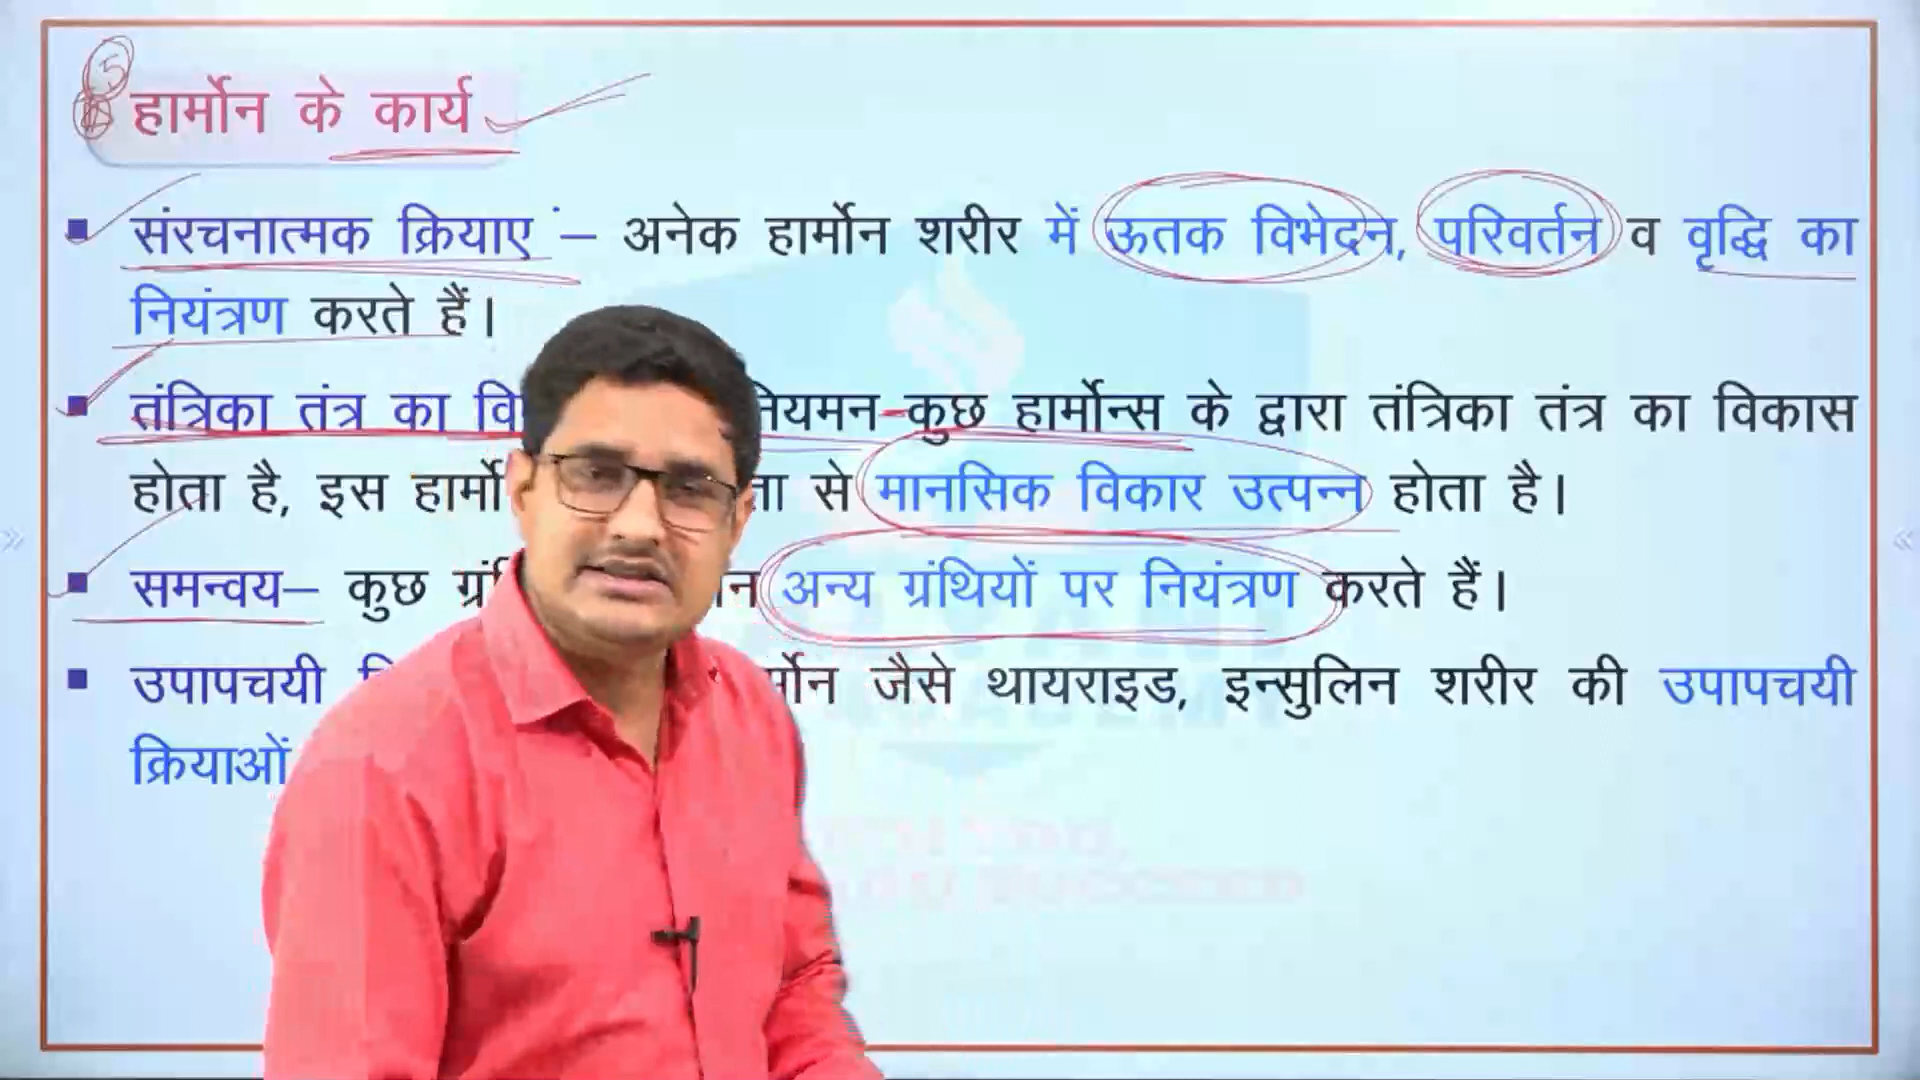 5
हार्मोन के कार्य
संरचनात्मक क्रियाए – अनेक हार्मोन शरीर में ऊतक विभेदन, परिवर्तन व वृद्धि का
नियंत्रण करते हैं।
तंत्रिका तंत्र का कुछ हार्मोन्स के द्वारा तंत्रिका तंत्र का विकास
होता है, इस से मानसिक विकार उत्पन्न होता है।
समन्वय– कुछ अन्य ग्रंथियों पर नियंत्रण करते हैं।
उपापचयी जैसे थायराइड, इन्सुलिन शरीर की उपापचयी
क्रियाओं